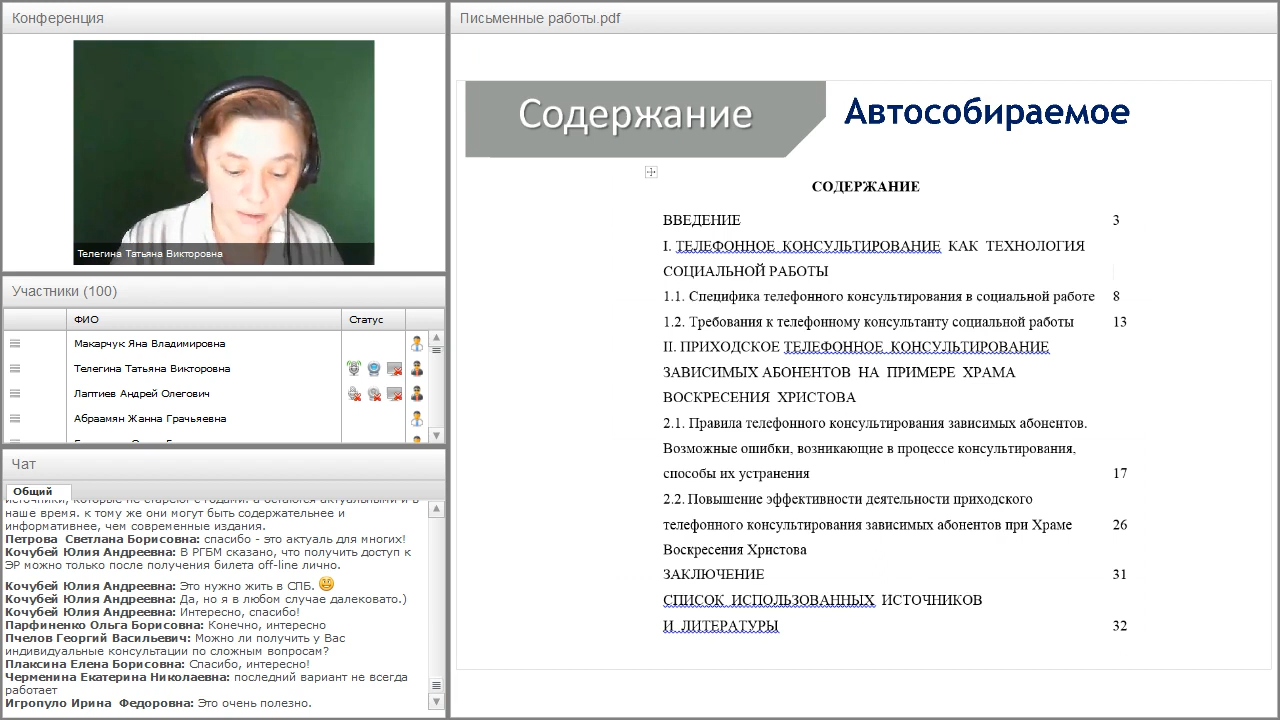 Конференция
Телегина Татьяна Викторовна
Участники (100)
ФИО
Статус
Макарчук Яна Владимировна
Телегина Татьяна Викторовна
Лаптиев Андрей Олегович
Абраамян Жанна Грачьяевна
Чат
Общий
источники, которые не стареют с годами. а остаются актуальными и в
наше время. к тому же они могут быть содержательнее и
информативнее, чем современные издания.
Петрова Светлана Борисовна: спасибо - это актуаль для многих!
Кочубей Юлия Андреевна: В РГБМ сказано, что получить доступ к
ЭР можно только после получения билета off-line лично.
Кочубей Юлия Андреевна: Это нужно жить в СПБ.
Кочубей Юлия Андреевна: Да, но я в любом случае далековато.)
Кочубей Юлия Андреевна: Интересно, спасибо!
Парфиненко Ольга Борисовна: Конечно, интересно
Пчелов Георгий Васильевич: Можно ли получить у Вас
индивидуальные консультации по сложным вопросам?
Плаксина Елена Борисовна: Спасибо, интересно!
Черменина Екатерина Николаевна: последний вариант не всегда
работает
Игропуло Ирина Федоровна: Это очень полезно.
Письменные работы.pdf
Содержание
Автособираемое
СОДЕРЖАНИЕ
ВВЕДЕНИЕ 3
I. ТЕЛЕФОННОЕ КОНСУЛЬТИРОВАНИЕ КАК ТЕХНОЛОГИЯ
СОЦИАЛЬНОЙ РАБОТЫ
1.1. Специфика телефонного консультирования в социальной работе 8
1.2. Требования к телефонному консультанту социальной работы 13
II. ПРИХОДСКОЕ ТЕЛЕФОННОЕ КОНСУЛЬТИРОВАНИЕ
ЗАВИСИМЫХ АБОНЕНТОВ НА ПРИМЕРЕ ХРАМА
ВОСКРЕСЕНИЯ ХРИСТОВА
2.1. Правила телефонного консультирования зависимых абонентов.
Возможные ошибки, возникающие в процессе консультирования,
способы их устранения 17
2.2. Повышение эффективности деятельности приходского
телефонного консультирования зависимых абонентов при Храме 26
Воскресения Христова
ЗАКЛЮЧЕНИЕ 31
СПИСОК ИСПОЛЬЗОВАННЫХ ИСТОЧНИКОВ
И ЛИТЕРАТУРЫ 32